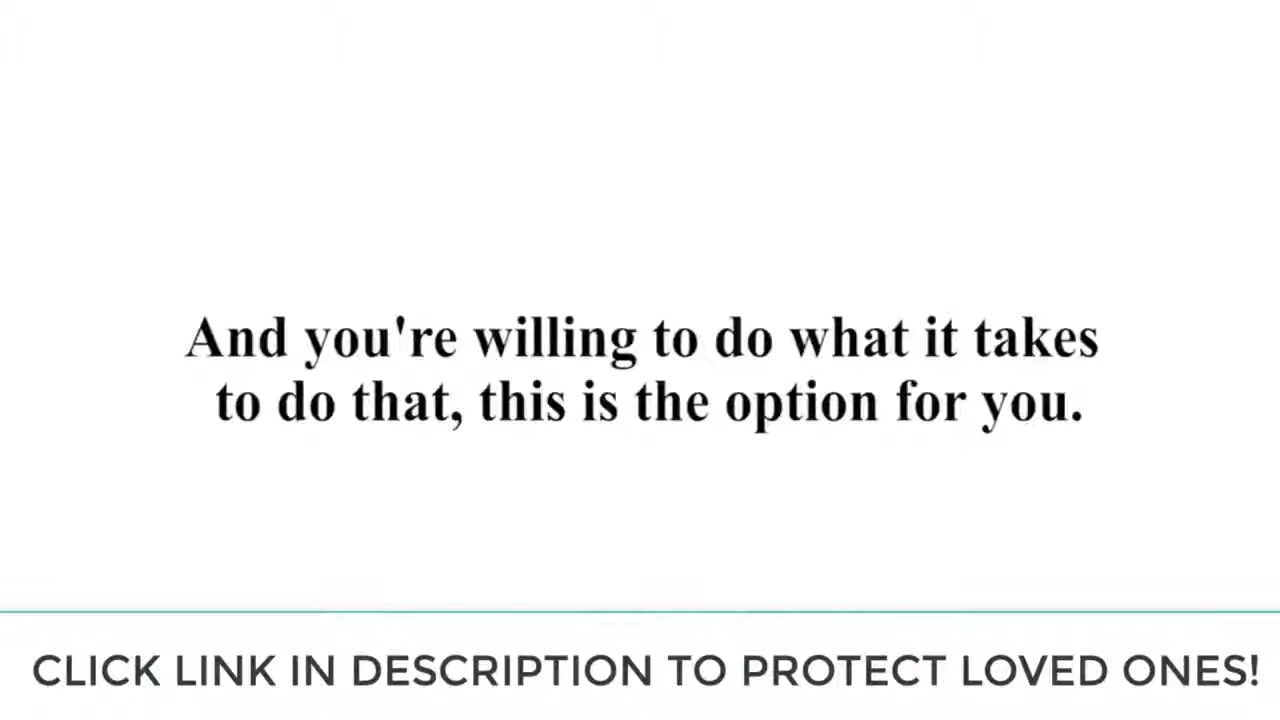 And you're willing to do what it takes
to do that, this is the option for you.
CLICK LINK IN DESCRIPTION TO PROTECT LOVED ONES!